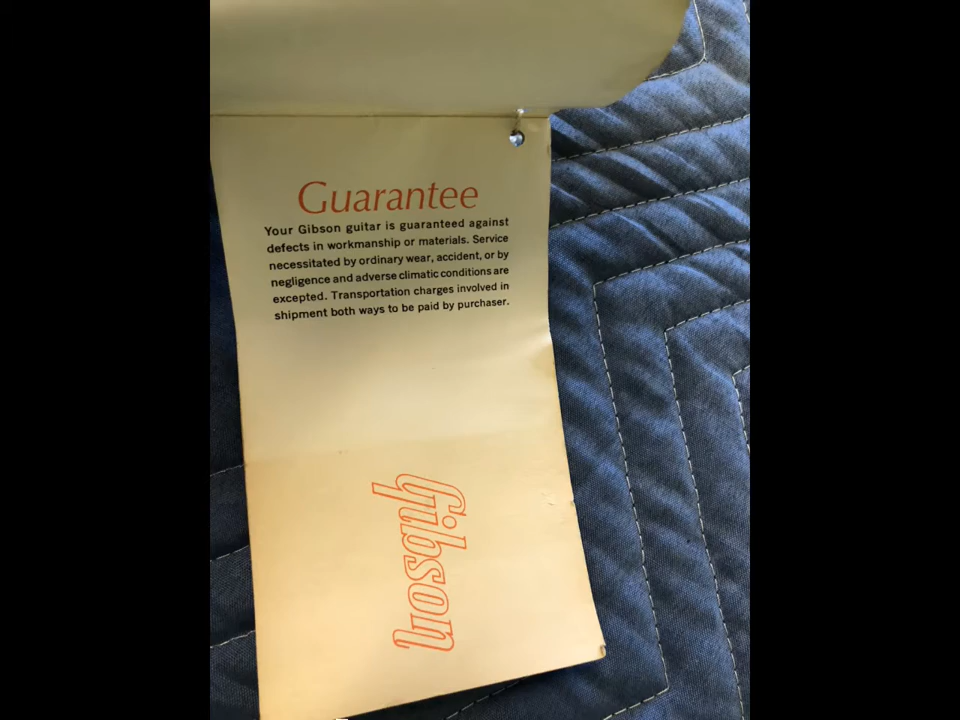 Guarantee
Your Gibson guitar is guaranteed against
defects in workmanship or materials. Service
necessitated by ordinary wear, accident, or by
negligence and adverse climatic conditions are
excepted. Transportation charges involved in
shipment both ways to be paid by purchaser.
Gibson